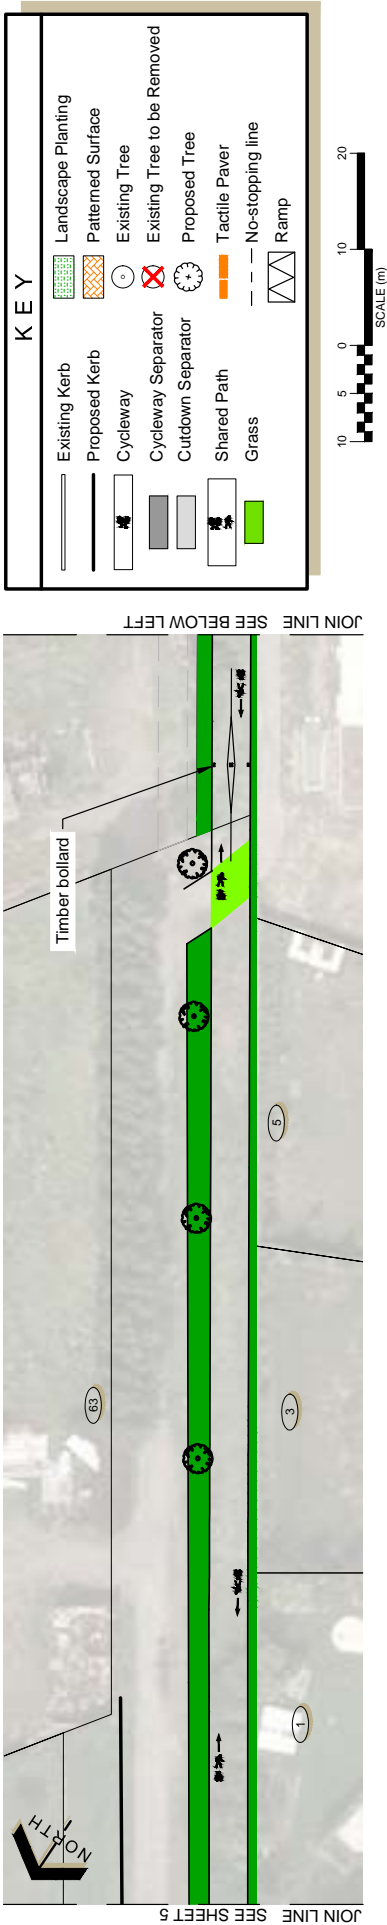 KEY
Existing Kerb
Proposed Kerb
Cycleway
Cycleway Separator
Cutdown Separator
Shared Path
Grass
Landscape Planting
Patterned Surface
Existing Tree
Existing Tree to be Removed
Proposed Tree
Tactile Paver
No-stopping line
Ramp
10 5 0 10 20
SCALE (m)
JOIN LINE SEE BELOW LEFT
Timber bollard
63
5
3
1
NORTH
JOIN LINE SEE SHEET 5